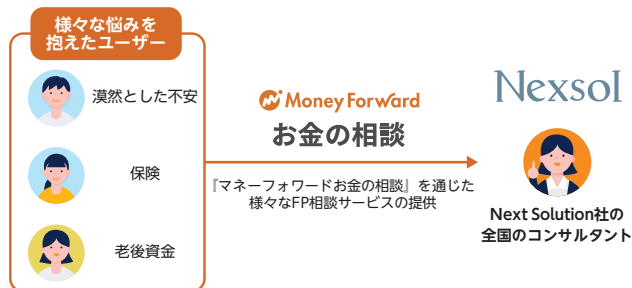 様々な悩みを
抱えたユーザー
漠然とした不安
保険
老後資金
Money Forward
お金の相談
『マネーフォワードお金の相談』を通じた
様々なFP相談サービスの提供
Nexsol
Next Solution社の
全国のコンサルタント